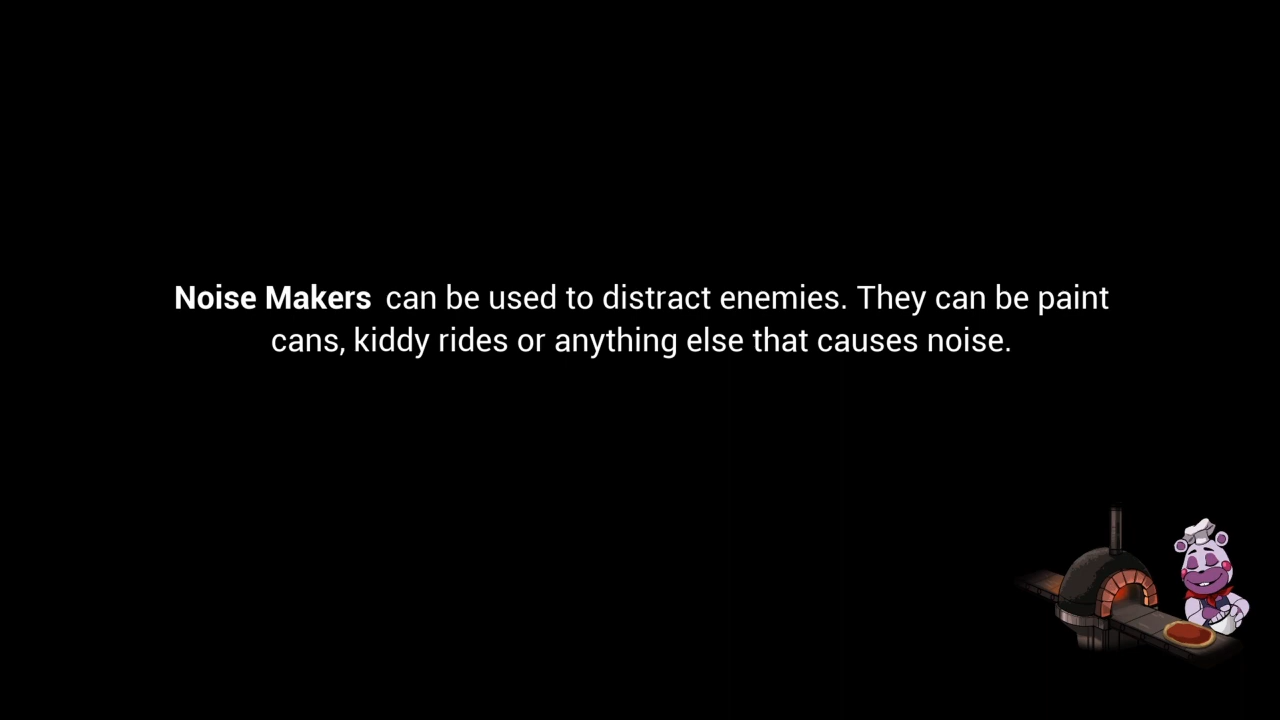 Noise Makers can be used to distract enemies. They can be paint
cans, kiddy rides or anything else that causes noise.